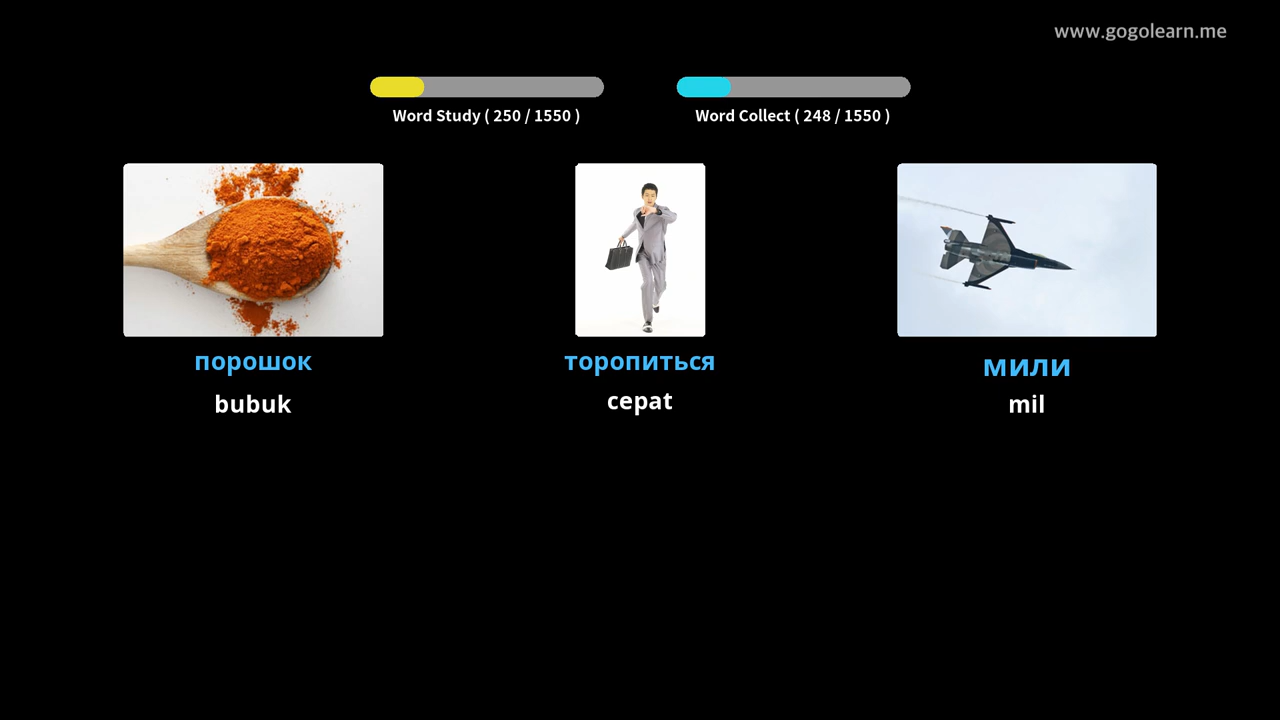 www.gogolearn.me
Word Study ( 250 / 1550 )
Word Collect ( 248 / 1550 )
порошок
bubuk
торопиться
cepat
мили
mil